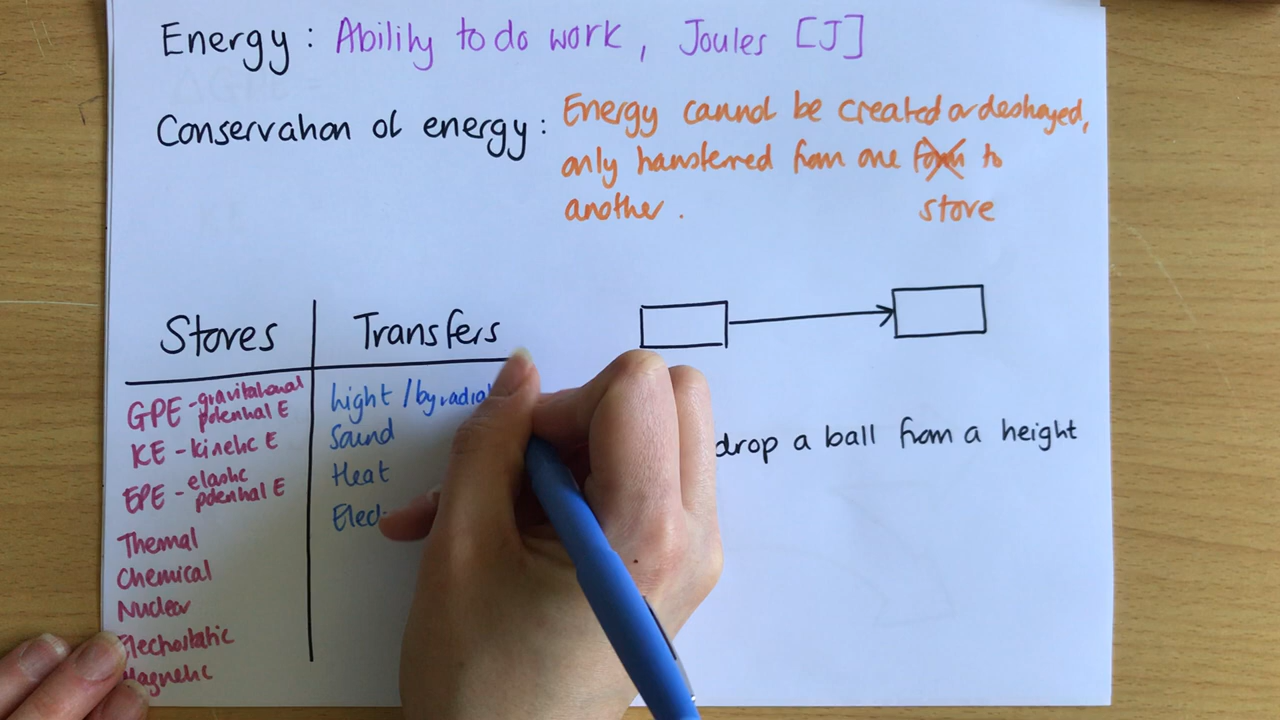 Energy: Ability to do work, Joules [J]
Conservation of energy: Energy cannot be created or destroyed,
only transferred from one form to
another. store
Stores Transfers
GPE - gravitational
potential E
KE - kinetic E
EPE - elastic
potential E
Thermal
Chemical
Nuclear
Electrostatic
Magnetic
Light / by radia
Sound
Heat
Elec
drop a ball from a height